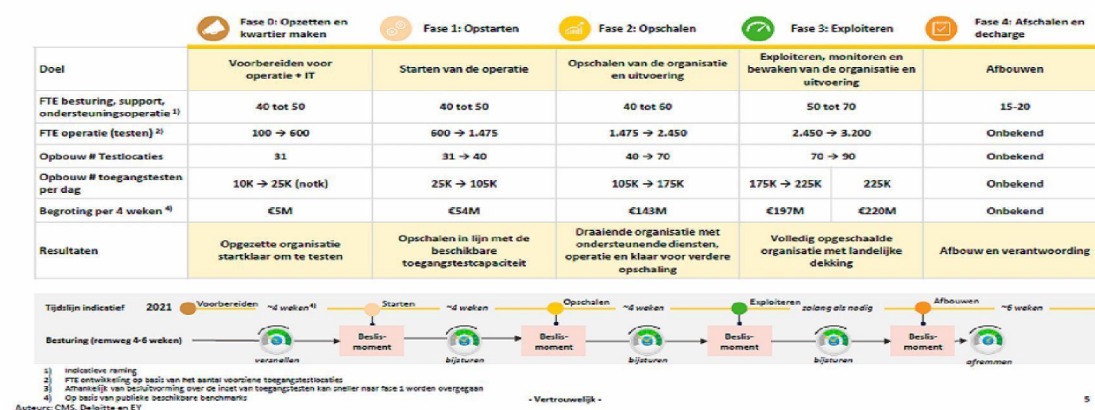 Fase 0: Opzetten en
kwartier maken
Fase 1: Opstarten
Fase 2: Opschalen
Fase 3: Exploiteren
Fase 4: Afschalen en
decharge
Doel
Voorbereiden voor
operatie + IT
Starten van de operatie
Opschalen van de organisatie
en uitvoering
Exploiteren, monitoren en
bewaken van de organisatie en
uitvoering
Afbouwen
FTE besturing, support,
ondersteuningsoperatie 1)
40 tot 50
40 tot 50
40 tot 60
50 tot 70
15-20
FTE operatie (testen) 2)
100 → 600
600 → 1.475
1.475 → 2.450
2.450 → 3.200
Onbekend
Opbouw # Testlocaties
31
31 → 40
40 → 70
70 → 90
Onbekend
Opbouw # toegangstesten
per dag
10K → 25K (notk)
25K → 105K
105K → 175K
175K → 225K
225K
Onbekend
Begroting per 4 weken 4)
€5M
€54M
€143M
€197M
€220M
Onbekend
Resultaten
Opgezette organisatie
startklaar om te testen
Opschalen in lijn met de
beschikbare
toegangstestcapaciteit
Draaiende organisatie met
ondersteunende diensten,
operatie en klaar voor verdere
opschaling
Volledig opgeschaalde
organisatie met landelijke
dekking
Afbouw en verantwoording
Tijdslijn indicatief 2021 Voorbereiden ~4 weken 4) Starten ~4 weken Opschalen ~4 weken Exploiteren zolang als nodig Afbouwen ~6 weken
Besturing (remweg 4-6 weken)
versnellen
Beslis-
moment
bijsturen
Beslis-
moment
bijsturen
Beslis-
moment
bijsturen
Beslis-
moment
afremmen
1) Indicatieve raming
2) FTE ontwikkeling op basis van het aantal voorziene toegangstestlocaties
3) Afhankelijk van besluitvorming over de inzet van toegangstesten kan sneller naar fase 1 worden overgegaan
4) Op basis van publieke beschikbare benchmarks
Auteurs: CMS, Deloitte en EY
- Vertrouwelijk -
5